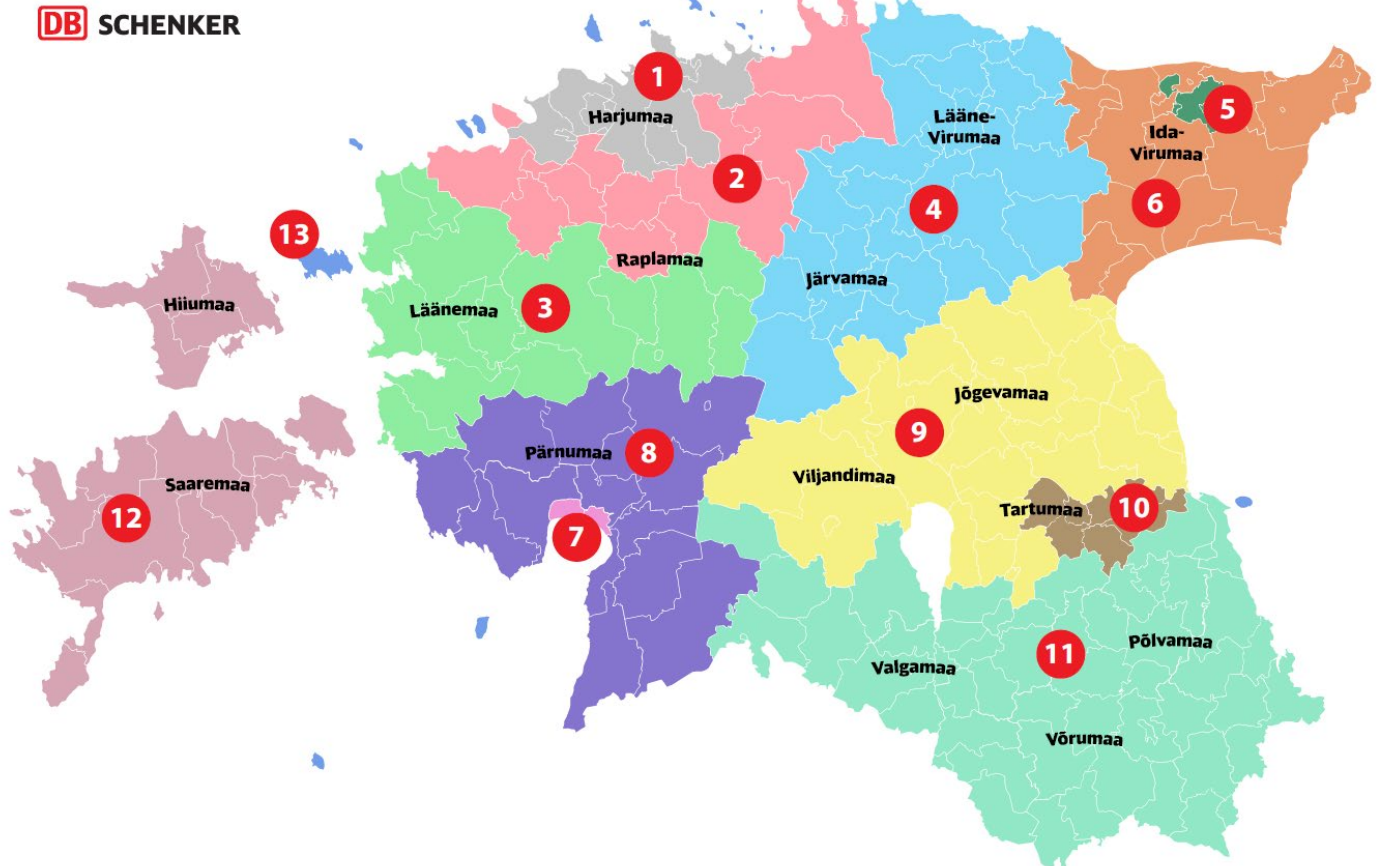 DB SCHENKER
1
Harjumaa
Lääne-
Virumaa
5
Ida-
Virumaa
2
4
6
13
Raplamaa
Järvamaa
Hiiumaa
Läänemaa
3
Jõgevamaa
9
Pärnumaa
8
Viljandimaa
Saaremaa
12
Tartumaa
10
7
11
Põlvamaa
Valgamaa
Võrumaa